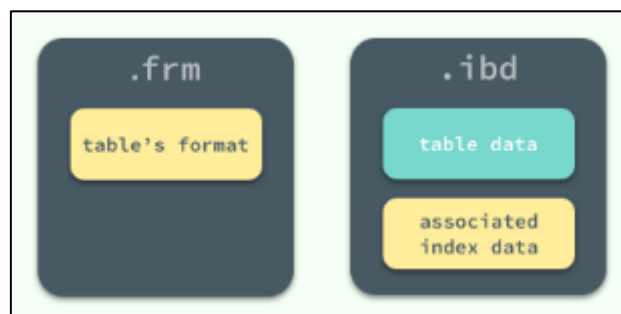 .frm
table's format
.ibd
table data
associated
index data